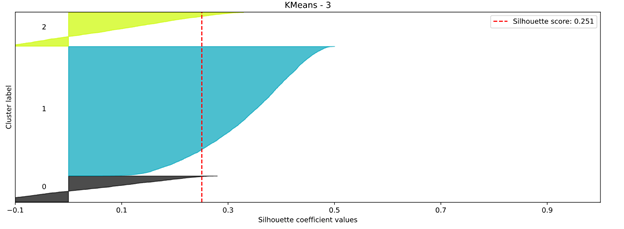 KMeans - 3
Silhouette score: 0.251
Cluster label
2
1
0
−0.1 0.1 0.3 0.5 0.7 0.9
Silhouette coefficient values